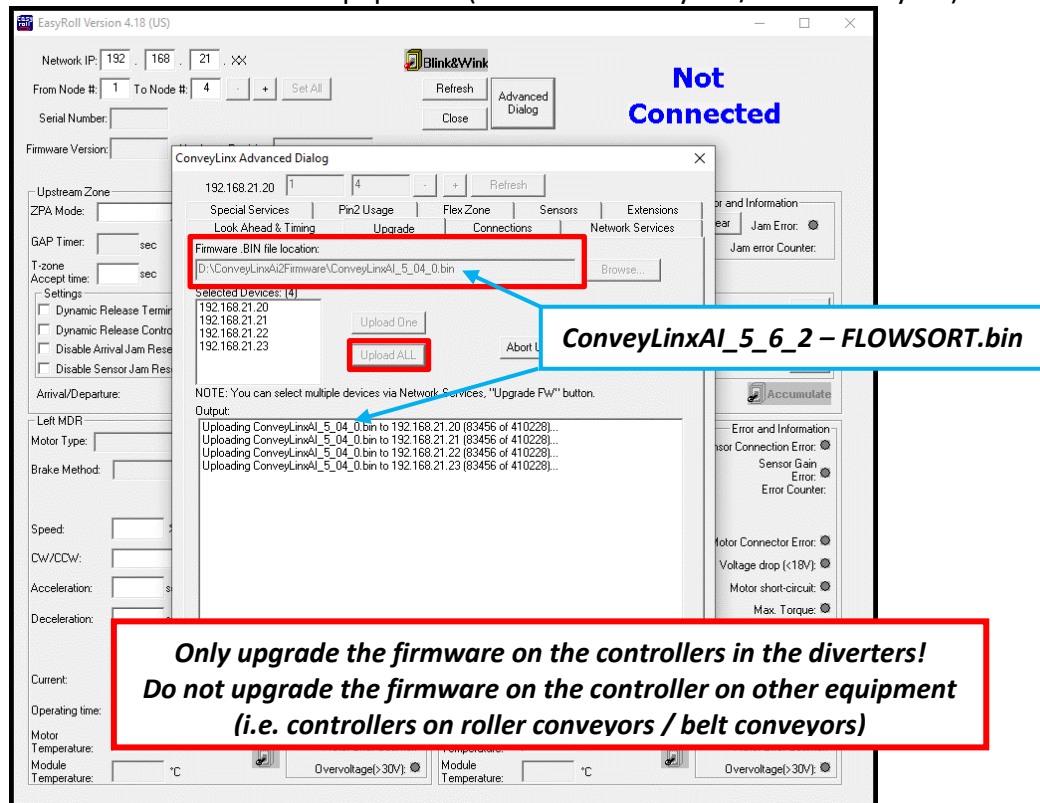 EasyRoll Version 4.18 (US)
Network IP: 192 . 168 . 21 . XX
Blink&Wink
From Node #: 1 To Node #: 4 - + Set All
Refresh
Advanced Dialog
Not Connected
Serial Number:
Close
Firmware Version:
ConveyLinx Advanced Dialog
192.168.21.20 1 4 - + Refresh
Special Services Pin2 Usage Flex Zone Sensors Extensions
Look Ahead & Timing Upgrade Connections Network Services
Firmware .BIN file location:
D:\ConveyLinxAi2Firmware\ConveyLinxAI_5_04_0.bin Browse...
Selected Devices: (4)
192.168.21.20
192.168.21.21
192.168.21.22
192.168.21.23
Upload One
Upload ALL
Abort U
ConveyLinxAI_5_6_2 – FLOWSORT.bin
NOTE: You can select multiple devices via Network Services, "Upgrade FW" button.
Output:
Uploading ConveyLinxAI_5_04_0.bin to 192.168.21.20 (83456 of 410228)...
Uploading ConveyLinxAI_5_04_0.bin to 192.168.21.21 (83456 of 410228)...
Uploading ConveyLinxAI_5_04_0.bin to 192.168.21.22 (83456 of 410228)...
Uploading ConveyLinxAI_5_04_0.bin to 192.168.21.23 (83456 of 410228)...
Upstream Zone
ZPA Mode:
GAP Timer: sec
T-zone
Accept time: sec
Settings
Dynamic Release Termin
Dynamic Release Contro
Disable Arrival Jam Rese
Disable Sensor Jam Res
Arrival/Departure:
Left MDR
Motor Type:
Brake Method:
Speed:
CW/CCW:
Acceleration:
Deceleration:
Current:
Operating time:
Motor
Temperature:
Module
Temperature: °C
or and Information
ear Jam Error:
Jam error Counter:
Accumulate
Error and Information
nsor Connection Error:
Sensor Gain
Error:
Error Counter:
Motor Connector Error:
Voltage drop (<18V):
Motor short-circuit:
Max. Torque:
Only upgrade the firmware on the controllers in the diverters!
Do not upgrade the firmware on the controller on other equipment
(i.e. controllers on roller conveyors / belt conveyors)
Overvoltage(>30V):
Module
Temperature: °C
Overvoltage(>30V):